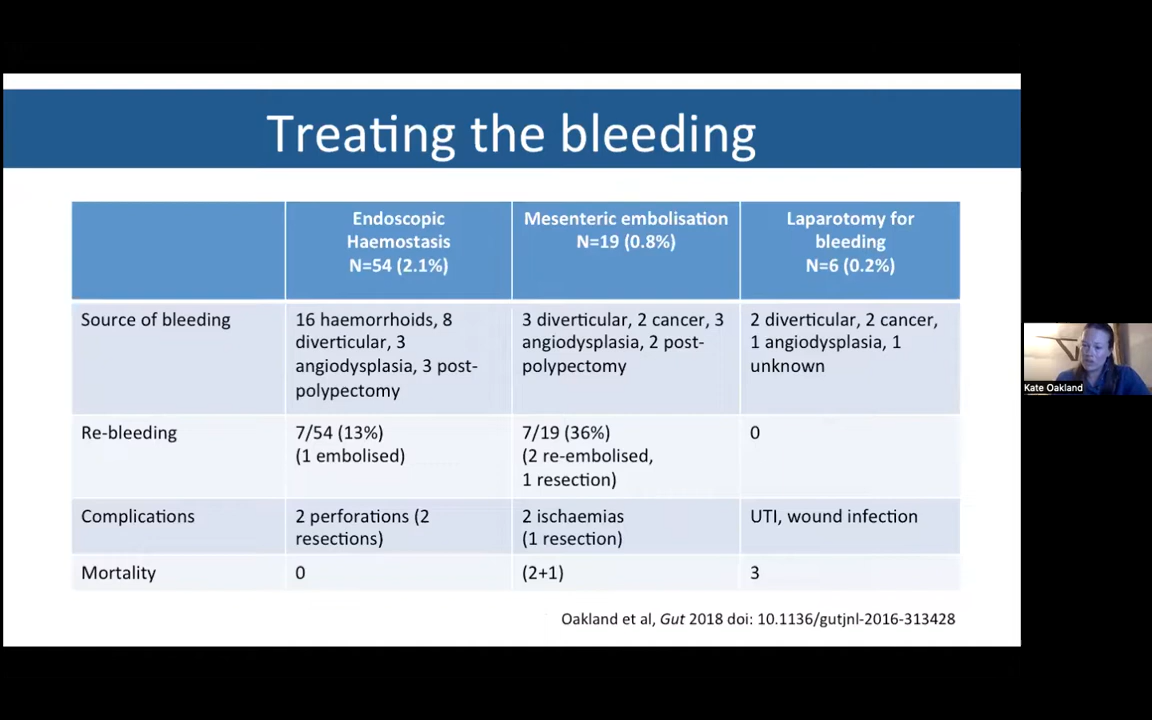 Treating the bleeding
Endoscopic
Haemostasis
N=54 (2.1%)
Mesenteric embolisation
N=19 (0.8%)
Laparotomy for
bleeding
N=6 (0.2%)
Source of bleeding
16 haemorrhoids, 8
diverticular, 3
angiodysplasia, 3 post-
polypectomy
3 diverticular, 2 cancer, 3
angiodysplasia, 2 post-
polypectomy
2 diverticular, 2 cancer,
1 angiodysplasia, 1
unknown
Re-bleeding
7/54 (13%)
(1 embolised)
7/19 (36%)
(2 re-embolised,
1 resection)
0
Complications
2 perforations (2
resections)
2 ischaemias
(1 resection)
UTI, wound infection
Mortality
0
(2+1)
3
Oakland et al, Gut 2018 doi: 10.1136/gutjnl-2016-313428
Kate Oakland